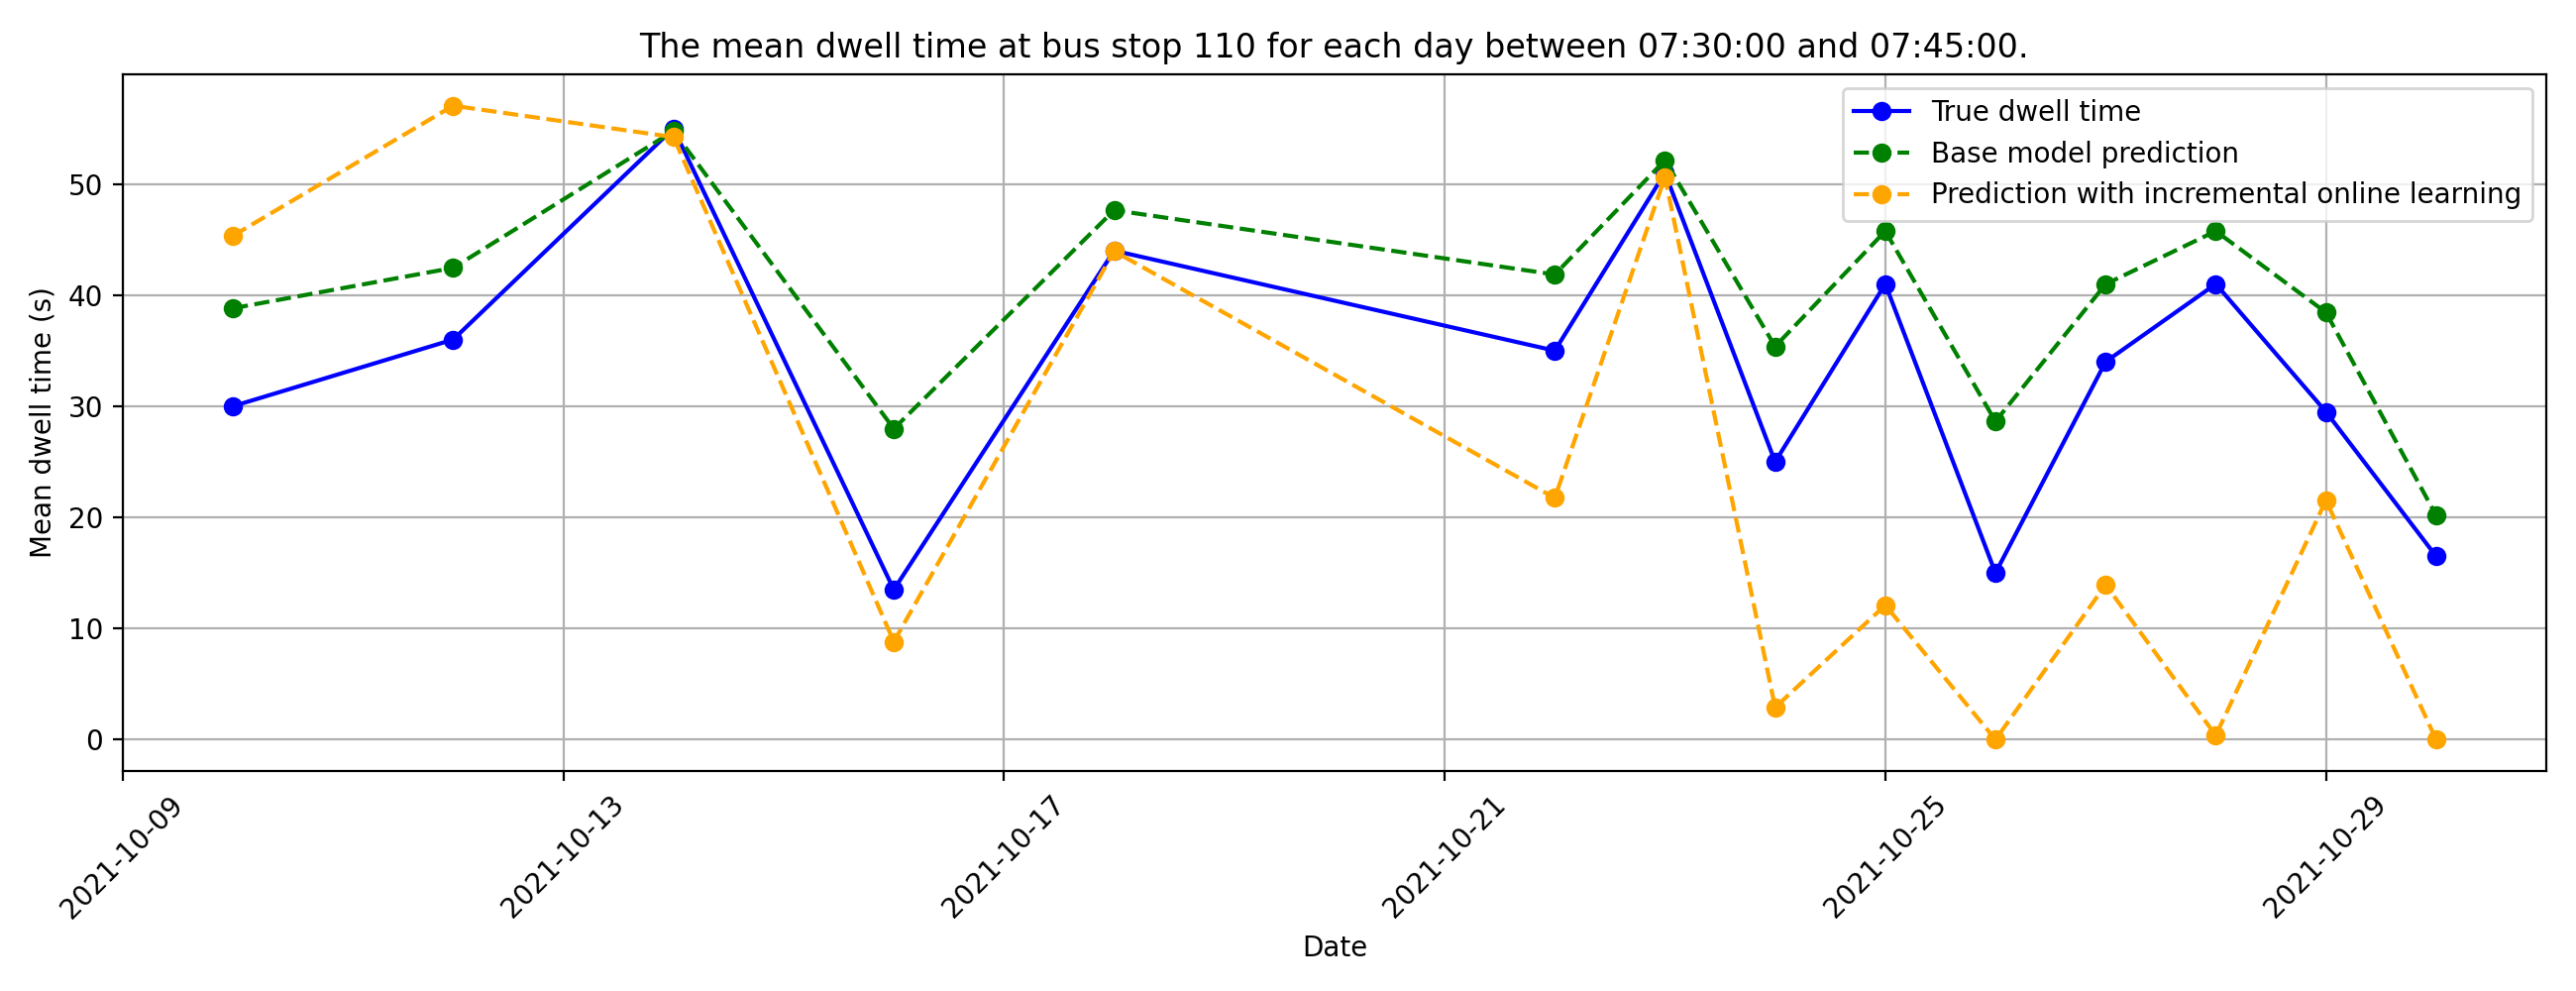 The mean dwell time at bus stop 110 for each day between 07:30:00 and 07:45:00.
True dwell time
Base model prediction
Prediction with incremental online learning
Mean dwell time (s)
50
40
30
20
10
0
2021-10-09
2021-10-13
2021-10-17
2021-10-21
2021-10-25
2021-10-29
Date